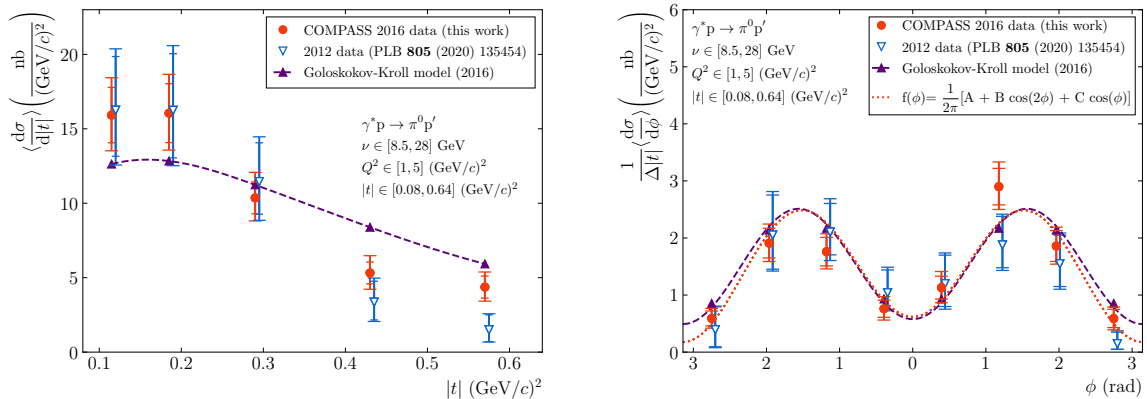 ⟨dσ/d|t|⟩ (nb/(GeV/c)²)
20
15
10
5
0
COMPASS 2016 data (this work)
2012 data (PLB 805 (2020) 135454)
Goloskokov-Kroll model (2016)
γ*p → π⁰p′
ν ∈ [8.5, 28] GeV
Q² ∈ [1, 5] (GeV/c)²
|t| ∈ [0.08, 0.64] (GeV/c)²
0.1 0.2 0.3 0.4 0.5 0.6
|t| (GeV/c)²
1/Δ|t| ⟨dσ/dϕ⟩ (nb/(GeV/c)²)
5
4
3
2
1
0
γ*p → π⁰p′
ν ∈ [8.5, 28] GeV
Q² ∈ [1, 5] (GeV/c)²
|t| ∈ [0.08, 0.64] (GeV/c)²
COMPASS 2016 data (this work)
2012 data (PLB 805 (2020) 135454)
Goloskokov-Kroll model (2016)
f(ϕ)= 1/2π [A + B cos(2ϕ) + C cos(ϕ)]
3 2 1 0 1 2 3
ϕ (rad)